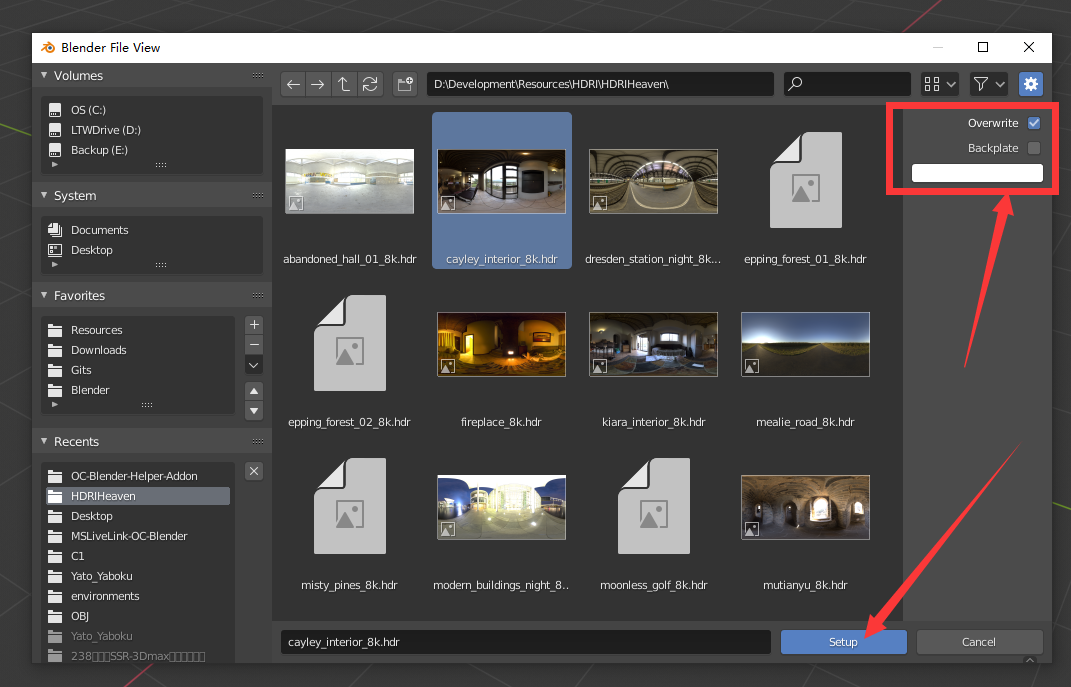 Blender File View
Volumes
OS (C:)
LTWDrive (D:)
Backup (E:)
System
Documents
Desktop
Favorites
Resources
Downloads
Gits
Blender
Recents
OC-Blender-Helper-Addon
HDRIHeaven
Desktop
MSLiveLink-OC-Blender
C1
Yato_Yaboku
environments
OBJ
Yato_Yaboku
238▯▯▯▯SSR-3Dmax▯▯▯▯▯▯▯
D:\Development\Resources\HDRI\HDRIHeaven\
abandoned_hall_01_8k.hdr
cayley_interior_8k.hdr
dresden_station_night_8k...
epping_forest_01_8k.hdr
epping_forest_02_8k.hdr
fireplace_8k.hdr
kiara_interior_8k.hdr
mealie_road_8k.hdr
misty_pines_8k.hdr
modern_buildings_night_8..
moonless_golf_8k.hdr
mutianyu_8k.hdr
Overwrite
Backplate
cayley_interior_8k.hdr
Setup
Cancel